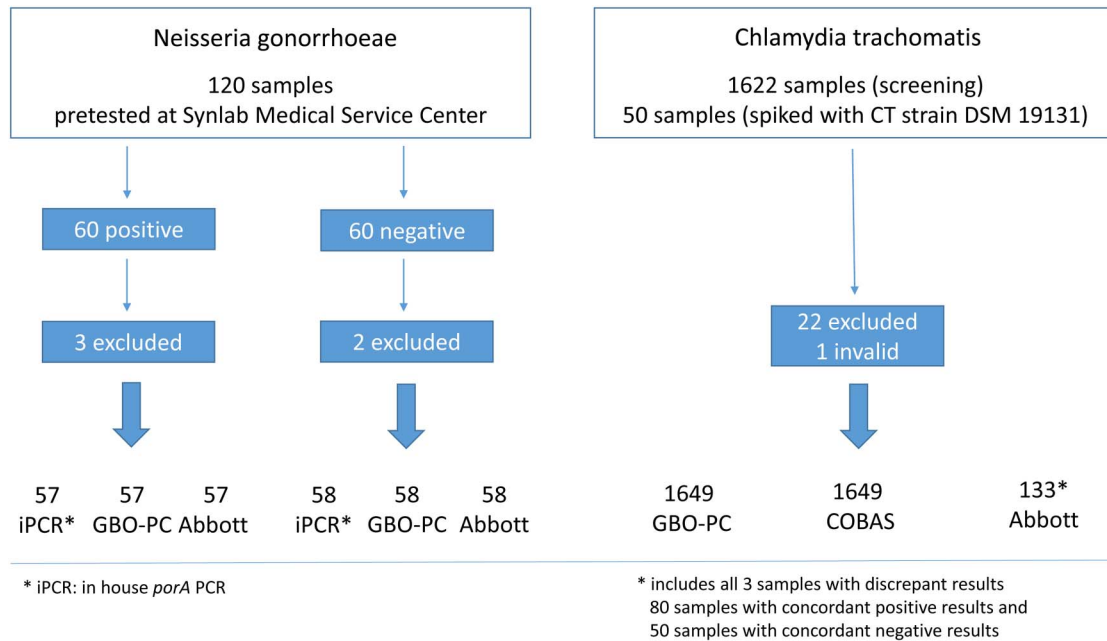 Neisseria gonorrhoeae
120 samples
pretested at Synlab Medical Service Center
60 positive
60 negative
3 excluded
2 excluded
57 57 57
iPCR* GBO-PC Abbott
58 58 58
iPCR* GBO-PC Abbott
* iPCR: in house porA PCR
Chlamydia trachomatis
1622 samples (screening)
50 samples (spiked with CT strain DSM 19131)
22 excluded
1 invalid
1649 1649 133*
GBO-PC COBAS Abbott
* includes all 3 samples with discrepant results
80 samples with concordant positive results and
50 samples with concordant negative results